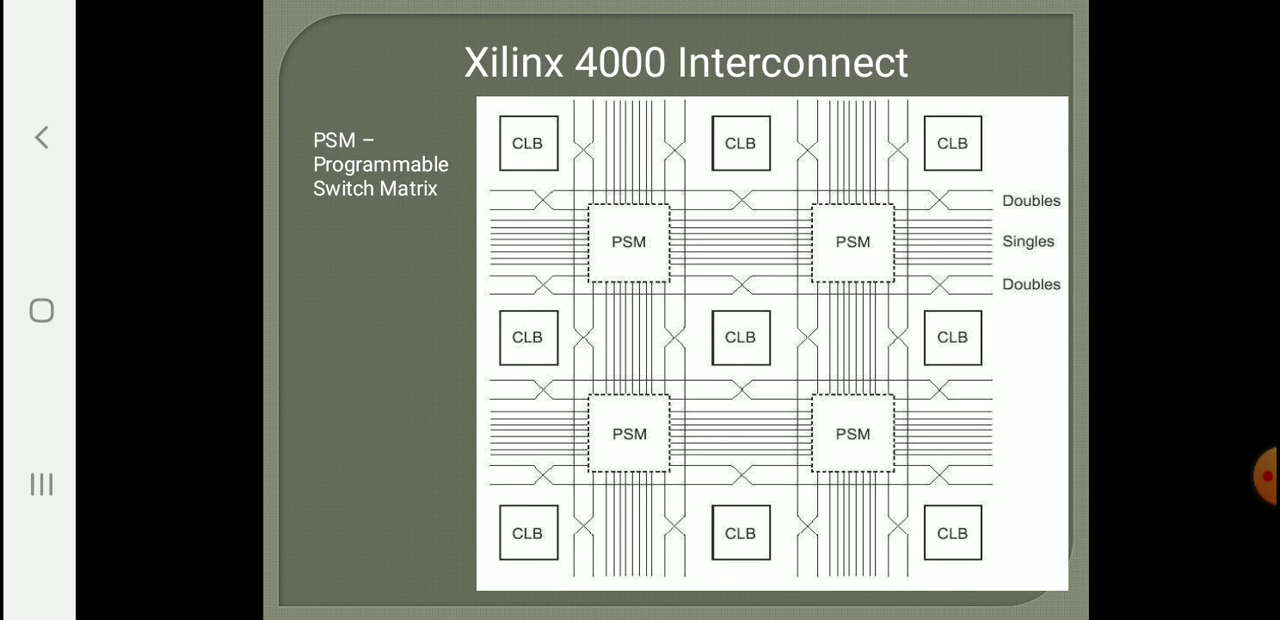 Xilinx 4000 Interconnect
PSM –
Programmable
Switch Matrix
CLB
CLB
CLB
Doubles
PSM
PSM
Singles
Doubles
CLB
CLB
CLB
PSM
PSM
CLB
CLB
CLB